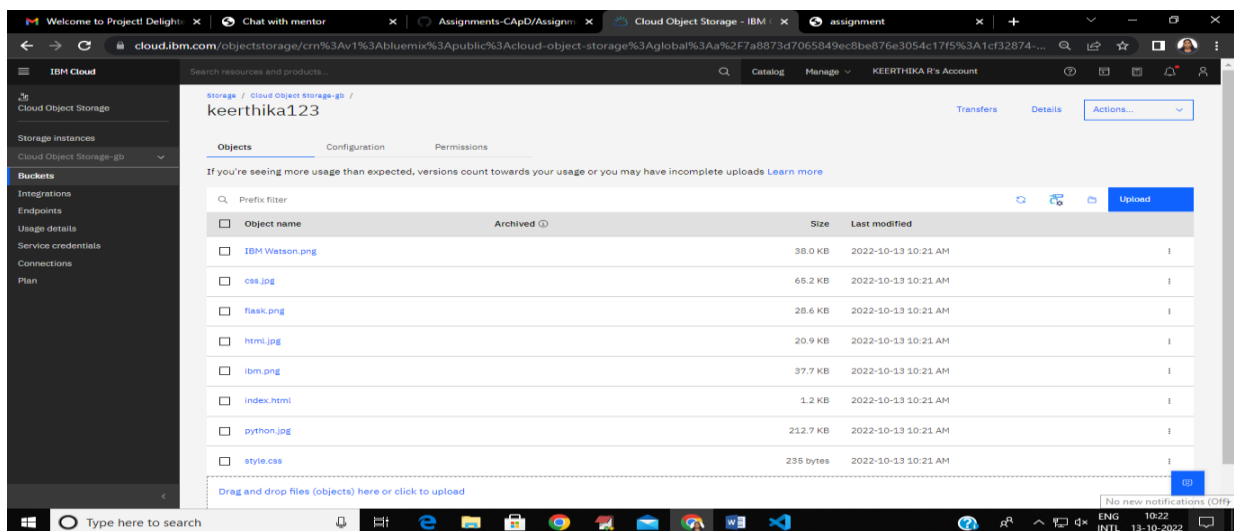 Welcome to Project! Delighte
Chat with mentor
Assignments-CApD/Assignm
Cloud Object Storage - IBM
assignment
cloud.ibm.com/objectstorage/crn%3Av1%3Abluemix%3Apublic%3Acloud-object-storage%3Aglobal%3Aa%2F7a8873d7065849ec8be876e3054c17f5%3A1cf32874-...
IBM Cloud
Search resources and products...
Catalog
Manage
KEERTHIKA R's Account
Cloud Object Storage
Storage instances
Cloud Object Storage-gb
Buckets
Integrations
Endpoints
Usage details
Service credentials
Connections
Plan
Storage / Cloud Object Storage-gb /
keerthika123
Transfers
Details
Actions...
Objects
Configuration
Permissions
If you're seeing more usage than expected, versions count towards your usage or you may have incomplete uploads Learn more
Prefix filter
Upload
Object name Archived Size Last modified
IBM Watson.png 38.0 KB 2022-10-13 10:21 AM
css.jpg 65.2 KB 2022-10-13 10:21 AM
flask.png 28.6 KB 2022-10-13 10:21 AM
html.jpg 20.9 KB 2022-10-13 10:21 AM
ibm.png 37.7 KB 2022-10-13 10:21 AM
index.html 1.2 KB 2022-10-13 10:21 AM
python.jpg 212.7 KB 2022-10-13 10:21 AM
style.css 235 bytes 2022-10-13 10:21 AM
Drag and drop files (objects) here or click to upload
No new notifications (Off)
Type here to search
ENG
INTL
10:22
13-10-2022